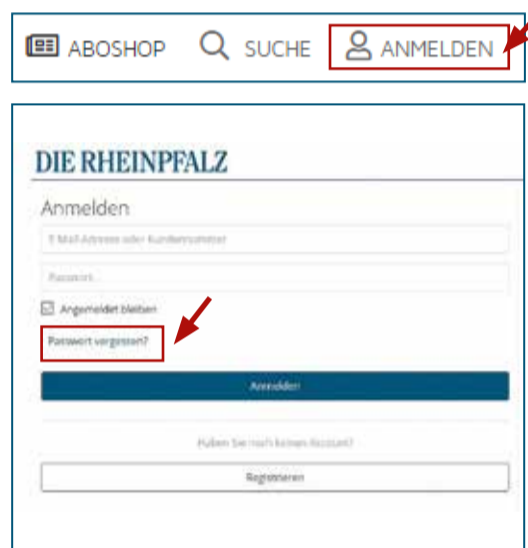 ABOSHOP SUCHE ANMELDEN
DIE RHEINPFALZ
Anmelden
E-Mail-Adresse oder Kundennummer
Passwort
Angemeldet bleiben
Passwort vergessen?
Anmelden
Haben Sie noch keinen Account?
Registrieren